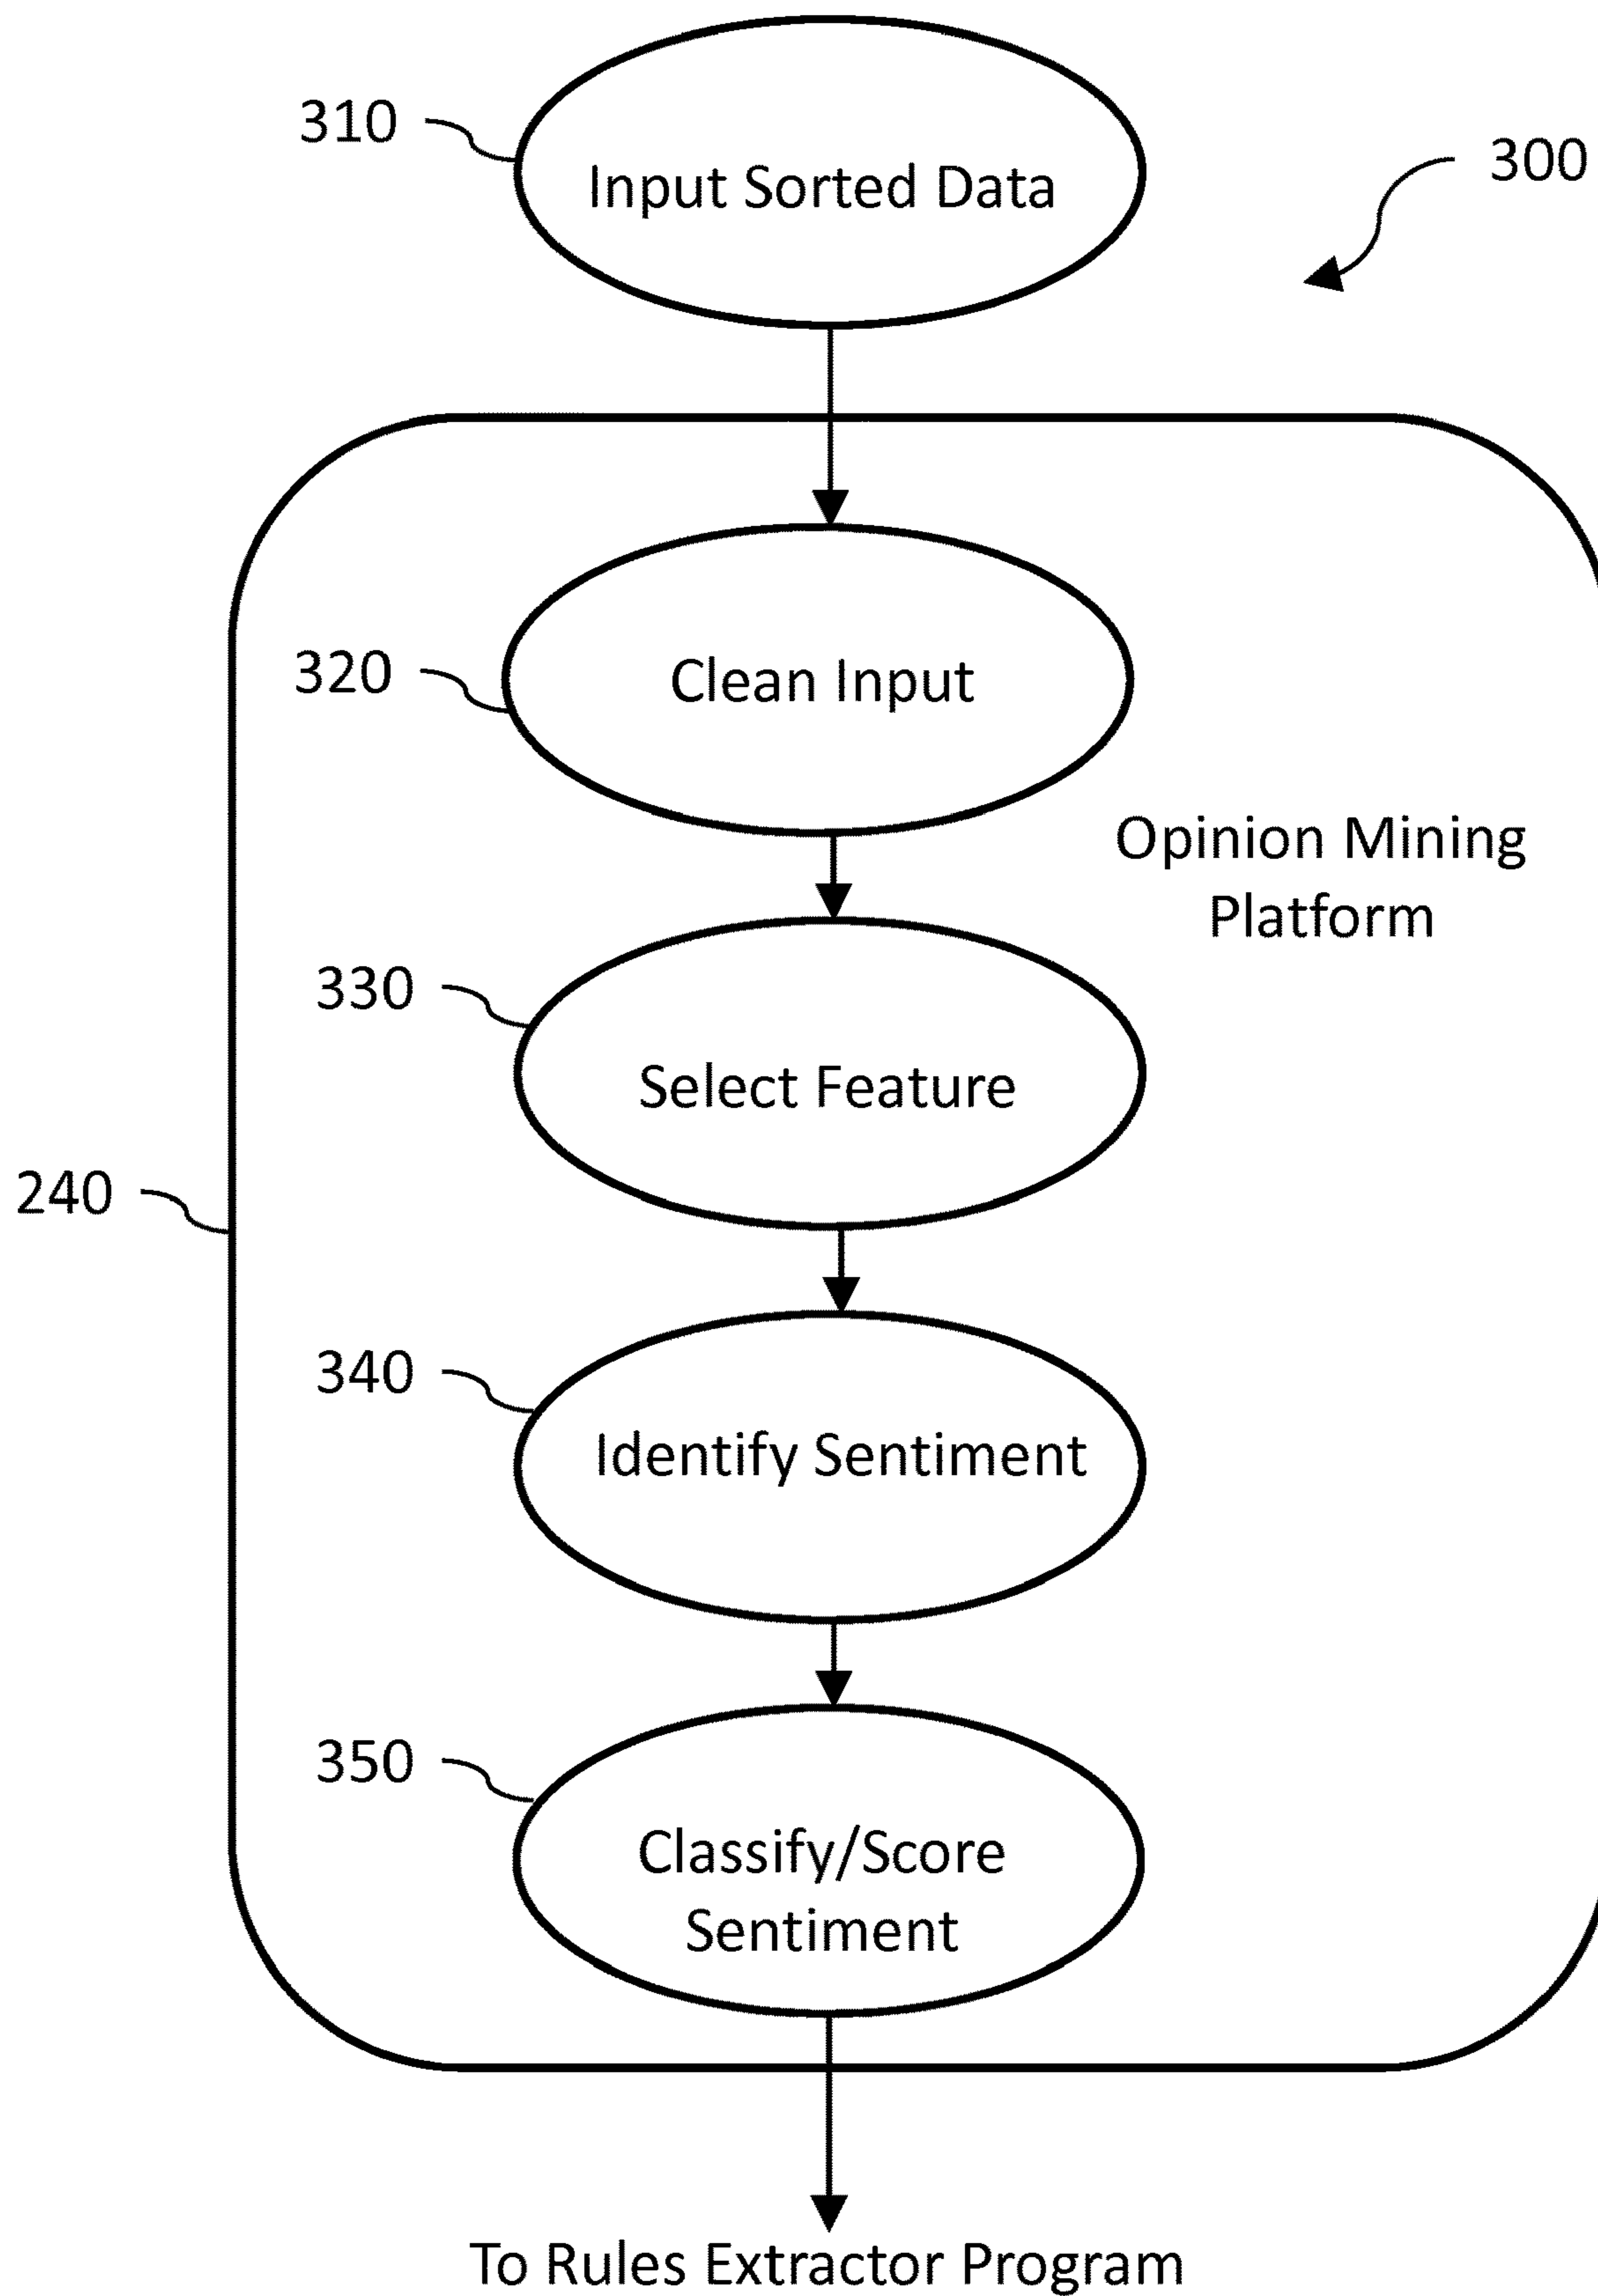 310
Input Sorted Data
300
320
Clean Input
Opinion Mining
Platform
330
Select Feature
240
340
Identify Sentiment
350
Classify/Score
Sentiment
To Rules Extractor Program